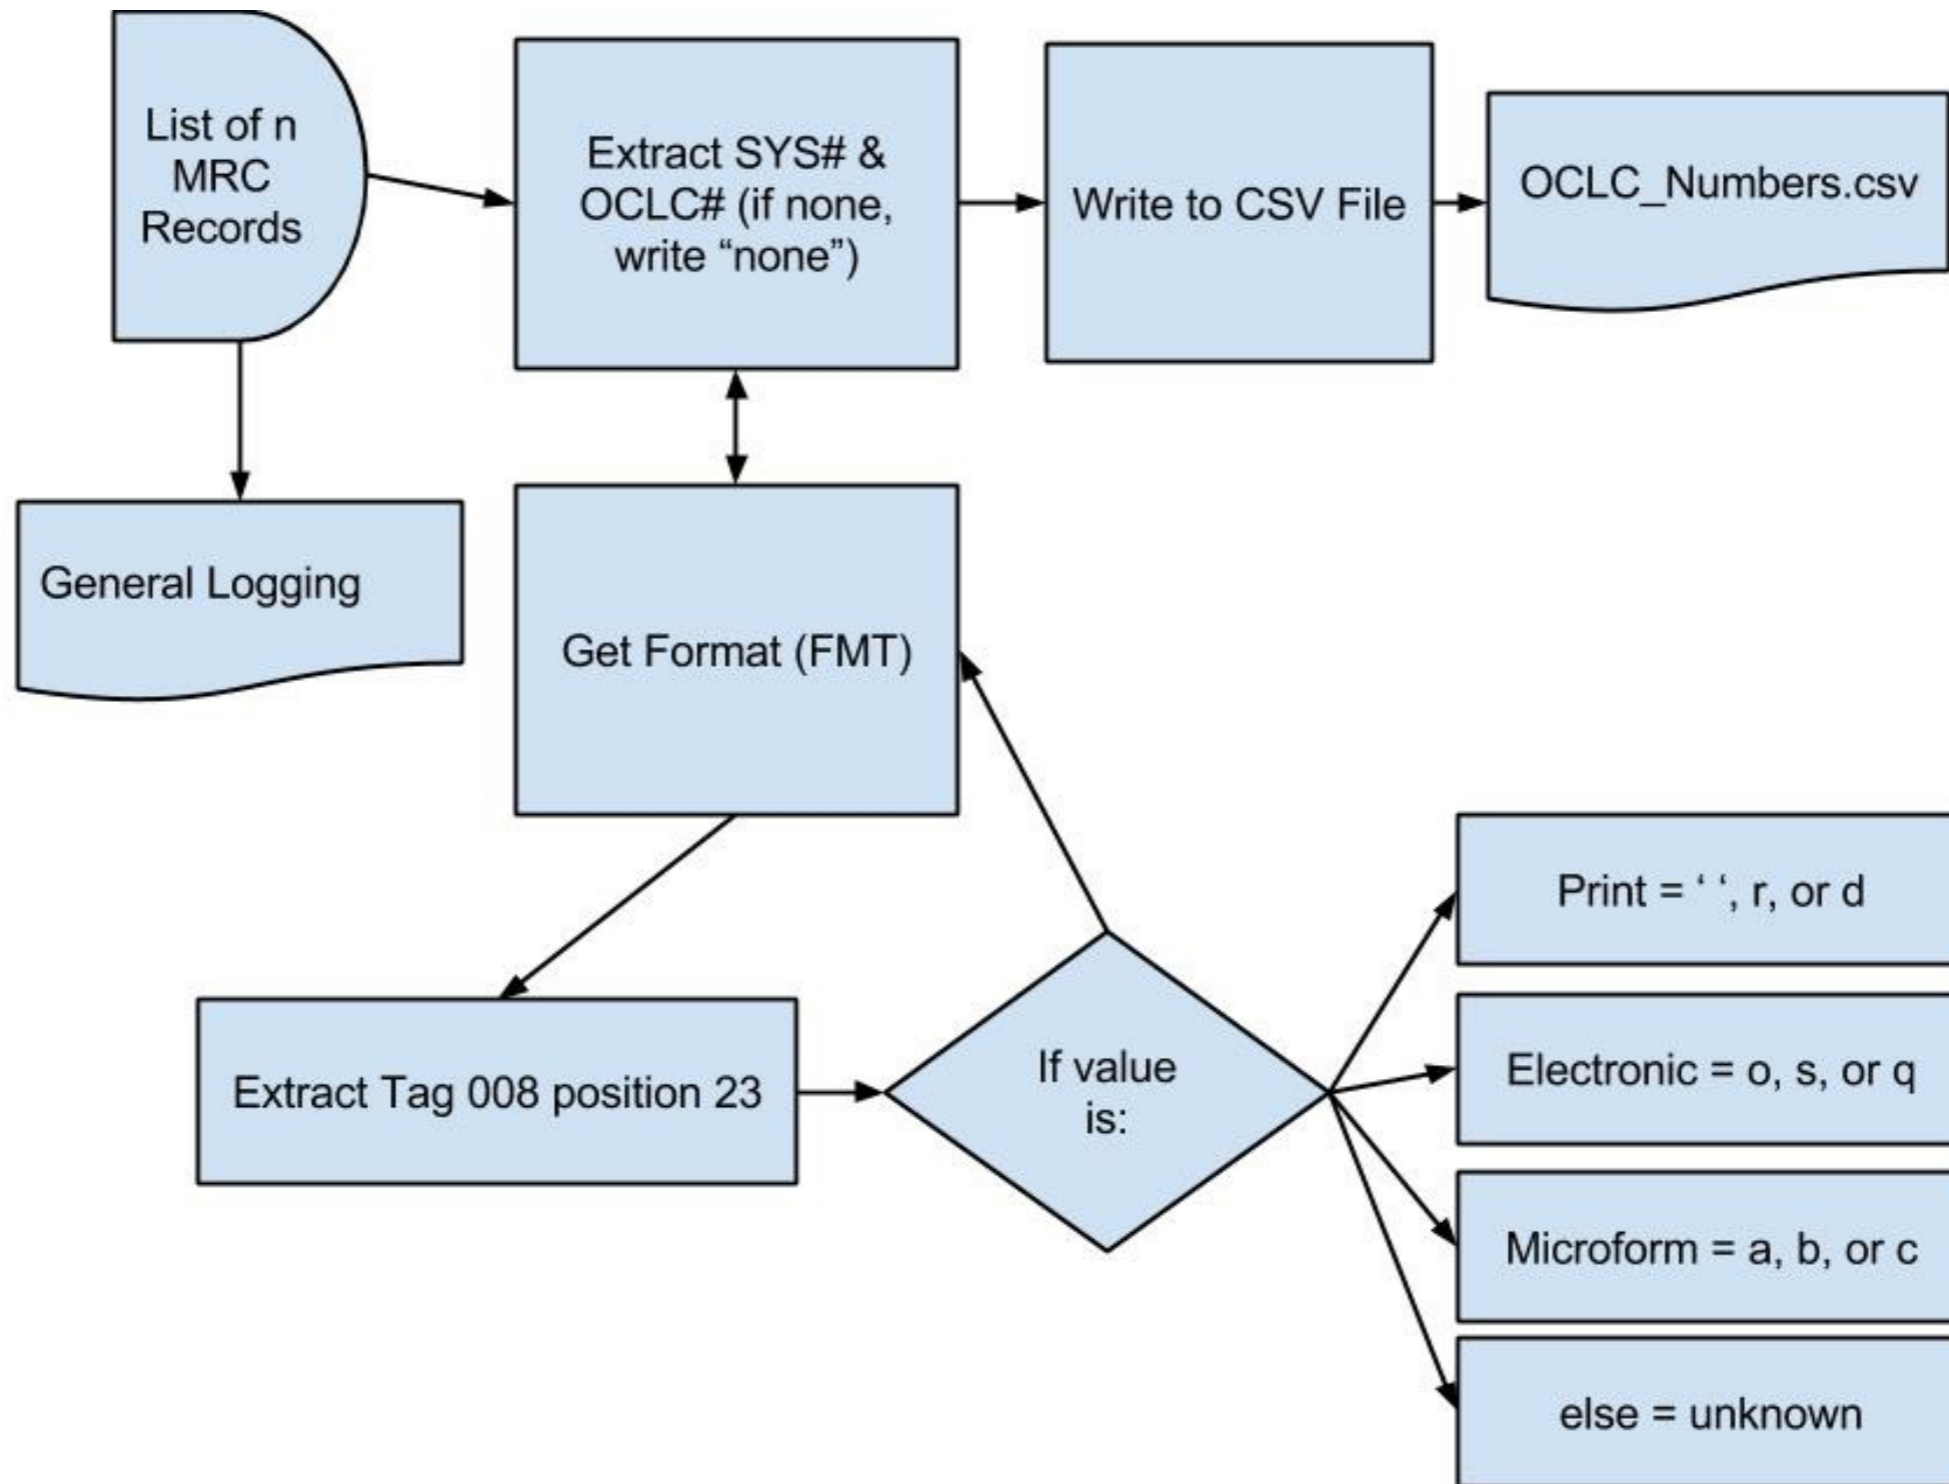 List of n
MRC
Records
Extract SYS# &
OCLC# (if none,
write “none”)
Write to CSV File
OCLC_Numbers.csv
General Logging
Get Format (FMT)
Extract Tag 008 position 23
If value
is:
Print = ‘ ‘, r, or d
Electronic = o, s, or q
Microform = a, b, or c
else = unknown